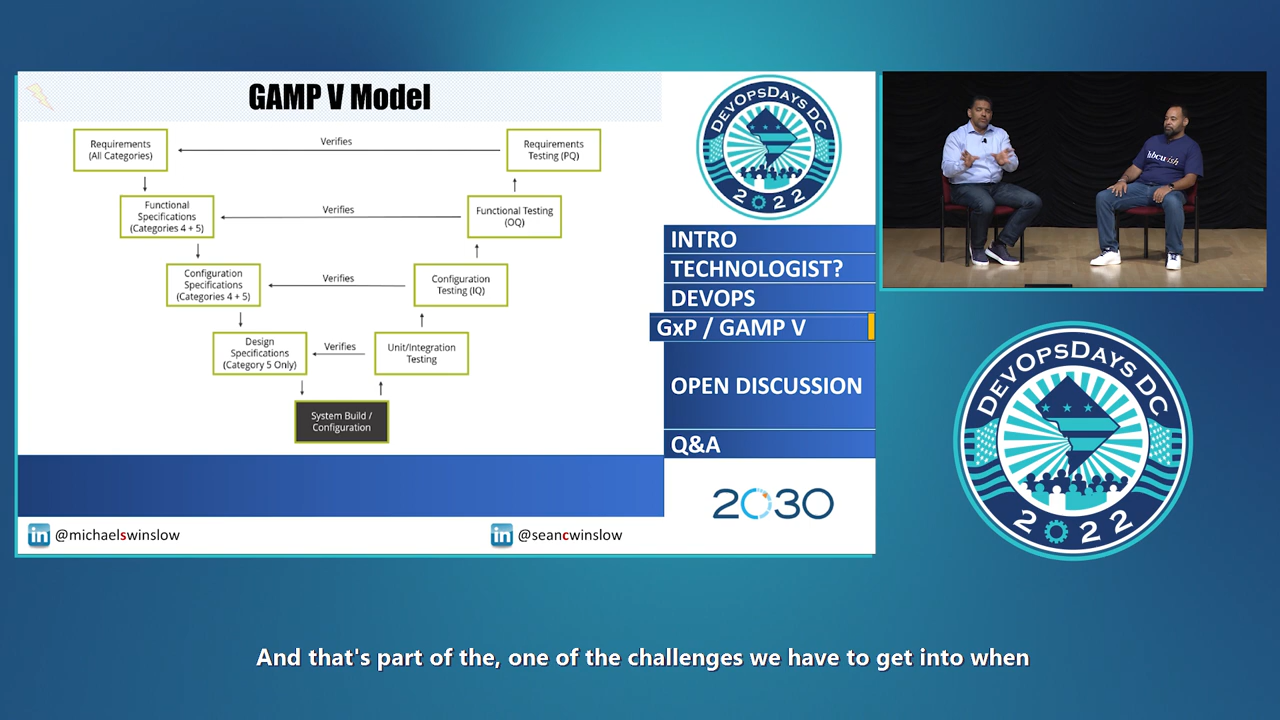 GAMP V Model
Requirements
(All Categories)
Verifies
Requirements
Testing (PQ)
Functional
Specifications
(Categories 4 + 5)
Verifies
Functional Testing
(OQ)
Configuration
Specifications
(Categories 4 + 5)
Verifies
Configuration
Testing (IQ)
Design
Specifications
(Category 5 Only)
Verifies
Unit/Integration
Testing
System Build /
Configuration
DEVOPSDAYS DC
2022
INTRO
TECHNOLOGIST?
DEVOPS
GxP / GAMP V
OPEN DISCUSSION
Q&A
2030
in @michaelswinslow
in @seancwinslow
hbcuish
DEVOPSDAYS DC
2022
And that's part of the, one of the challenges we have to get into when